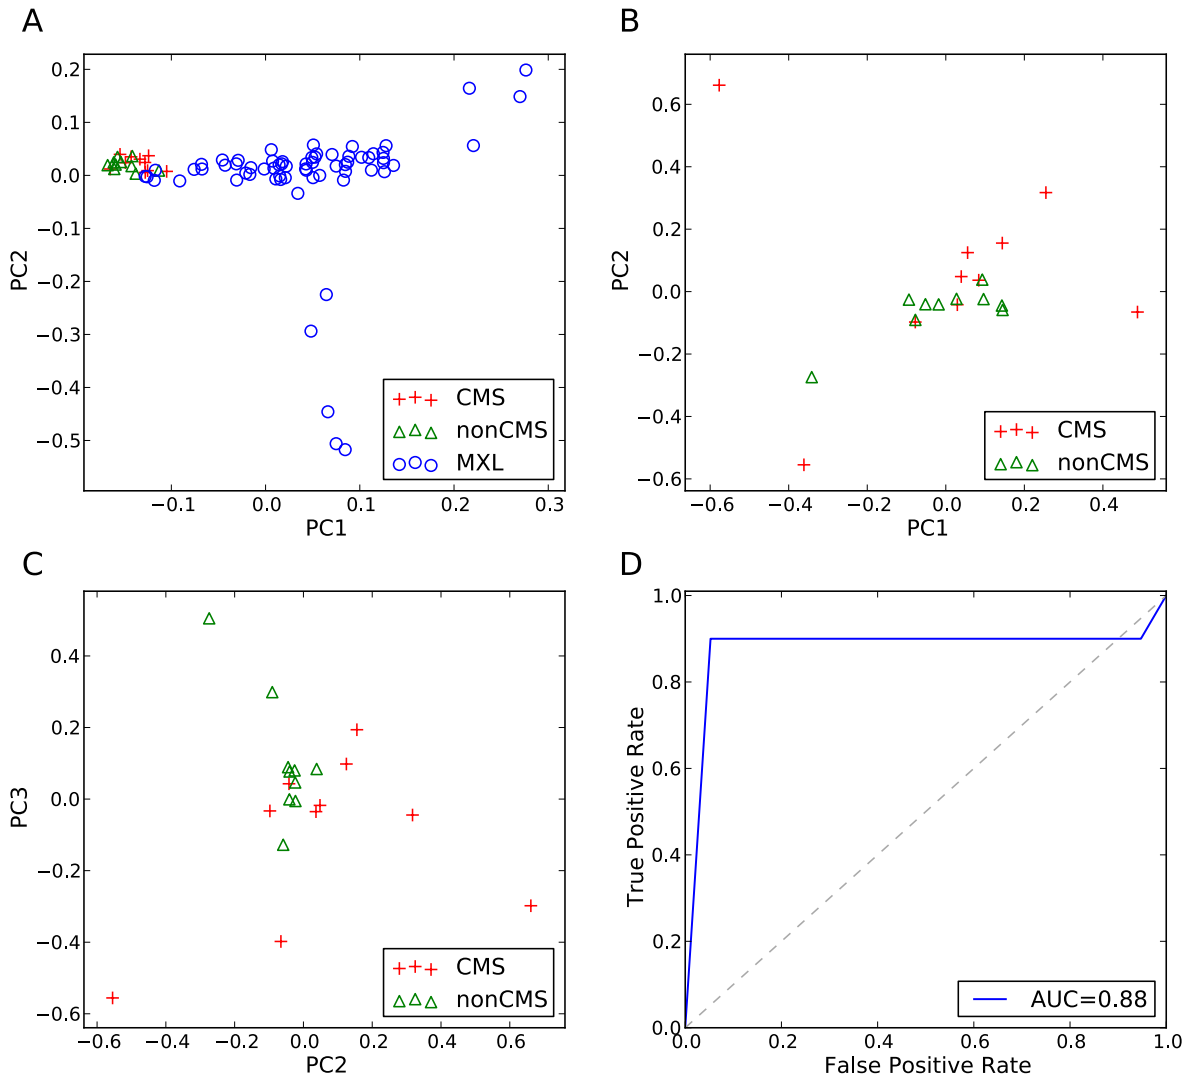 A
0.2
0.1
0.0
−0.1
−0.2
−0.3
−0.4
−0.5
PC2
−0.1
0.0
0.1
0.2
0.3
PC1
CMS
nonCMS
MXL
B
0.6
0.4
0.2
0.0
−0.2
−0.4
−0.6
PC2
−0.6
−0.4
−0.2
0.0
0.2
0.4
PC1
CMS
nonCMS
C
0.4
0.2
0.0
−0.2
−0.4
−0.6
PC3
−0.6
−0.4
−0.2
0.0
0.2
0.4
0.6
PC2
CMS
nonCMS
D
1.0
0.8
0.6
0.4
0.2
0.0
True Positive Rate
0.0
0.2
0.4
0.6
0.8
1.0
False Positive Rate
AUC=0.88